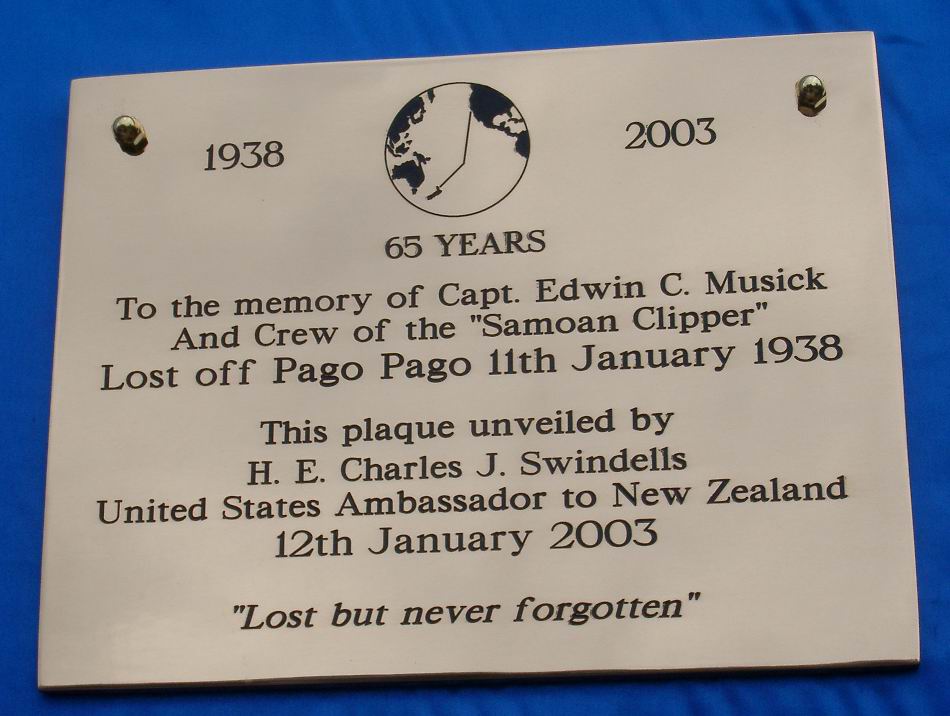 1938 2003
65 YEARS
To the memory of Capt. Edwin C. Musick
And Crew of the "Samoan Clipper"
Lost off Pago Pago 11th January 1938
This plaque unveiled by
H. E. Charles J. Swindells
United States Ambassador to New Zealand
12th January 2003
"Lost but never forgotten"